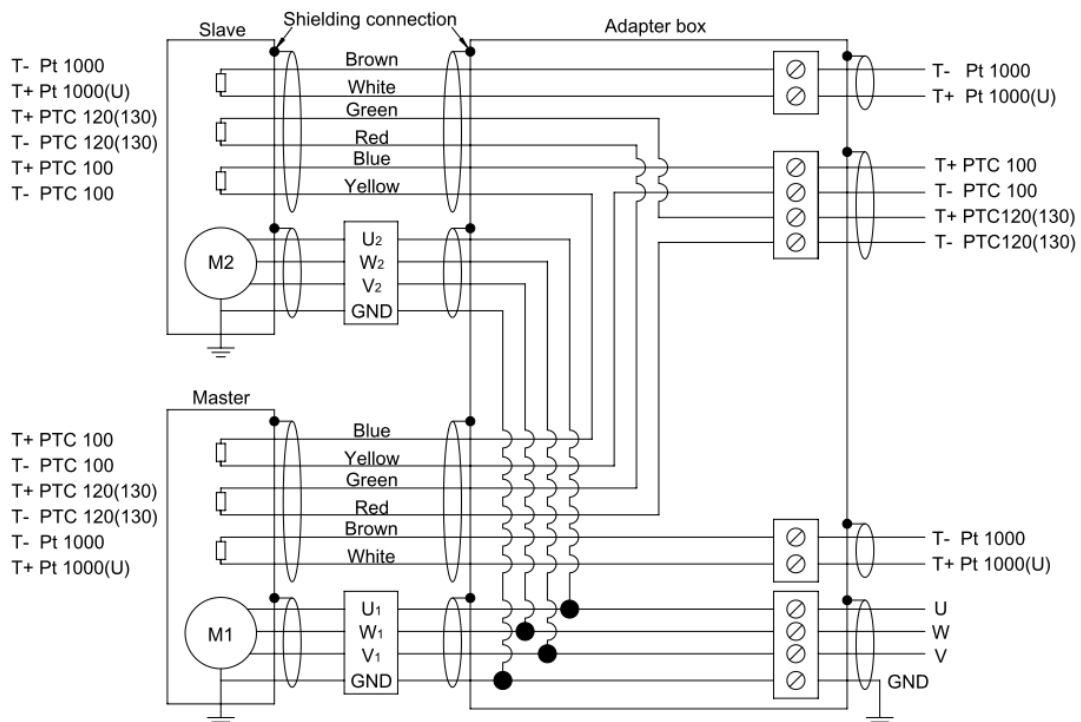 Shielding connection
Slave
Adapter box
T- Pt 1000
T+ Pt 1000(U)
T+ PTC 120(130)
T- PTC 120(130)
T+ PTC 100
T- PTC 100
Brown
White
Green
Red
Blue
Yellow
T- Pt 1000
T+ Pt 1000(U)
T+ PTC 100
T- PTC 100
T+ PTC120(130)
T- PTC120(130)
M2
U2
W2
V2
GND
Master
T+ PTC 100
T- PTC 100
T+ PTC 120(130)
T- PTC 120(130)
T- Pt 1000
T+ Pt 1000(U)
Blue
Yellow
Green
Red
Brown
White
T- Pt 1000
T+ Pt 1000(U)
M1
U1
W1
V1
GND
U
W
V
GND